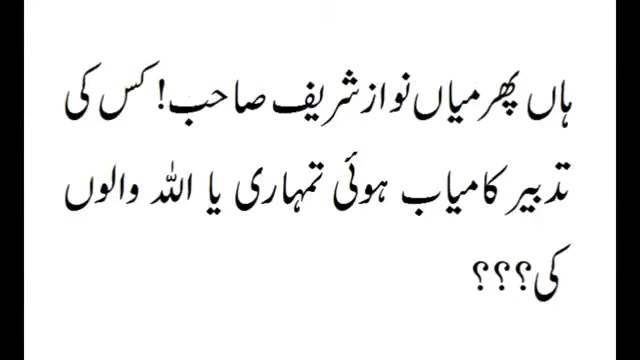 ہاں پھر میاں نواز شریف صاحب! کس کی
تدبیر کامیاب ہوئی تمہاری یا اللہ والوں
کی؟؟؟